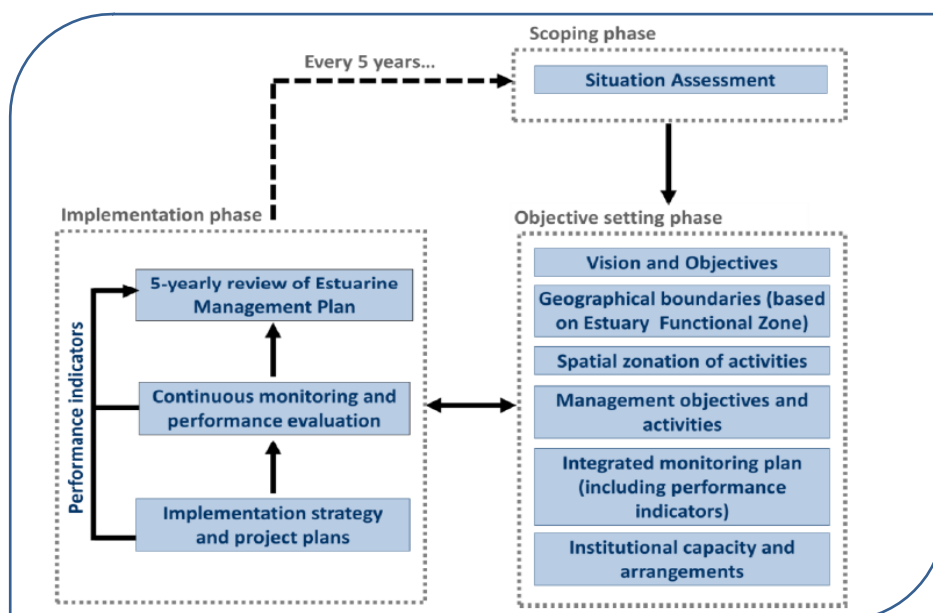 Scoping phase
Every 5 years...
Situation Assessment
Implementation phase
Objective setting phase
5-yearly review of Estuarine
Management Plan
Continuous monitoring and
performance evaluation
Implementation strategy
and project plans
Performance indicators
Vision and Objectives
Geographical boundaries (based
on Estuary Functional Zone)
Spatial zonation of activities
Management objectives and
activities
Integrated monitoring plan
(including performance
indicators)
Institutional capacity and
arrangements